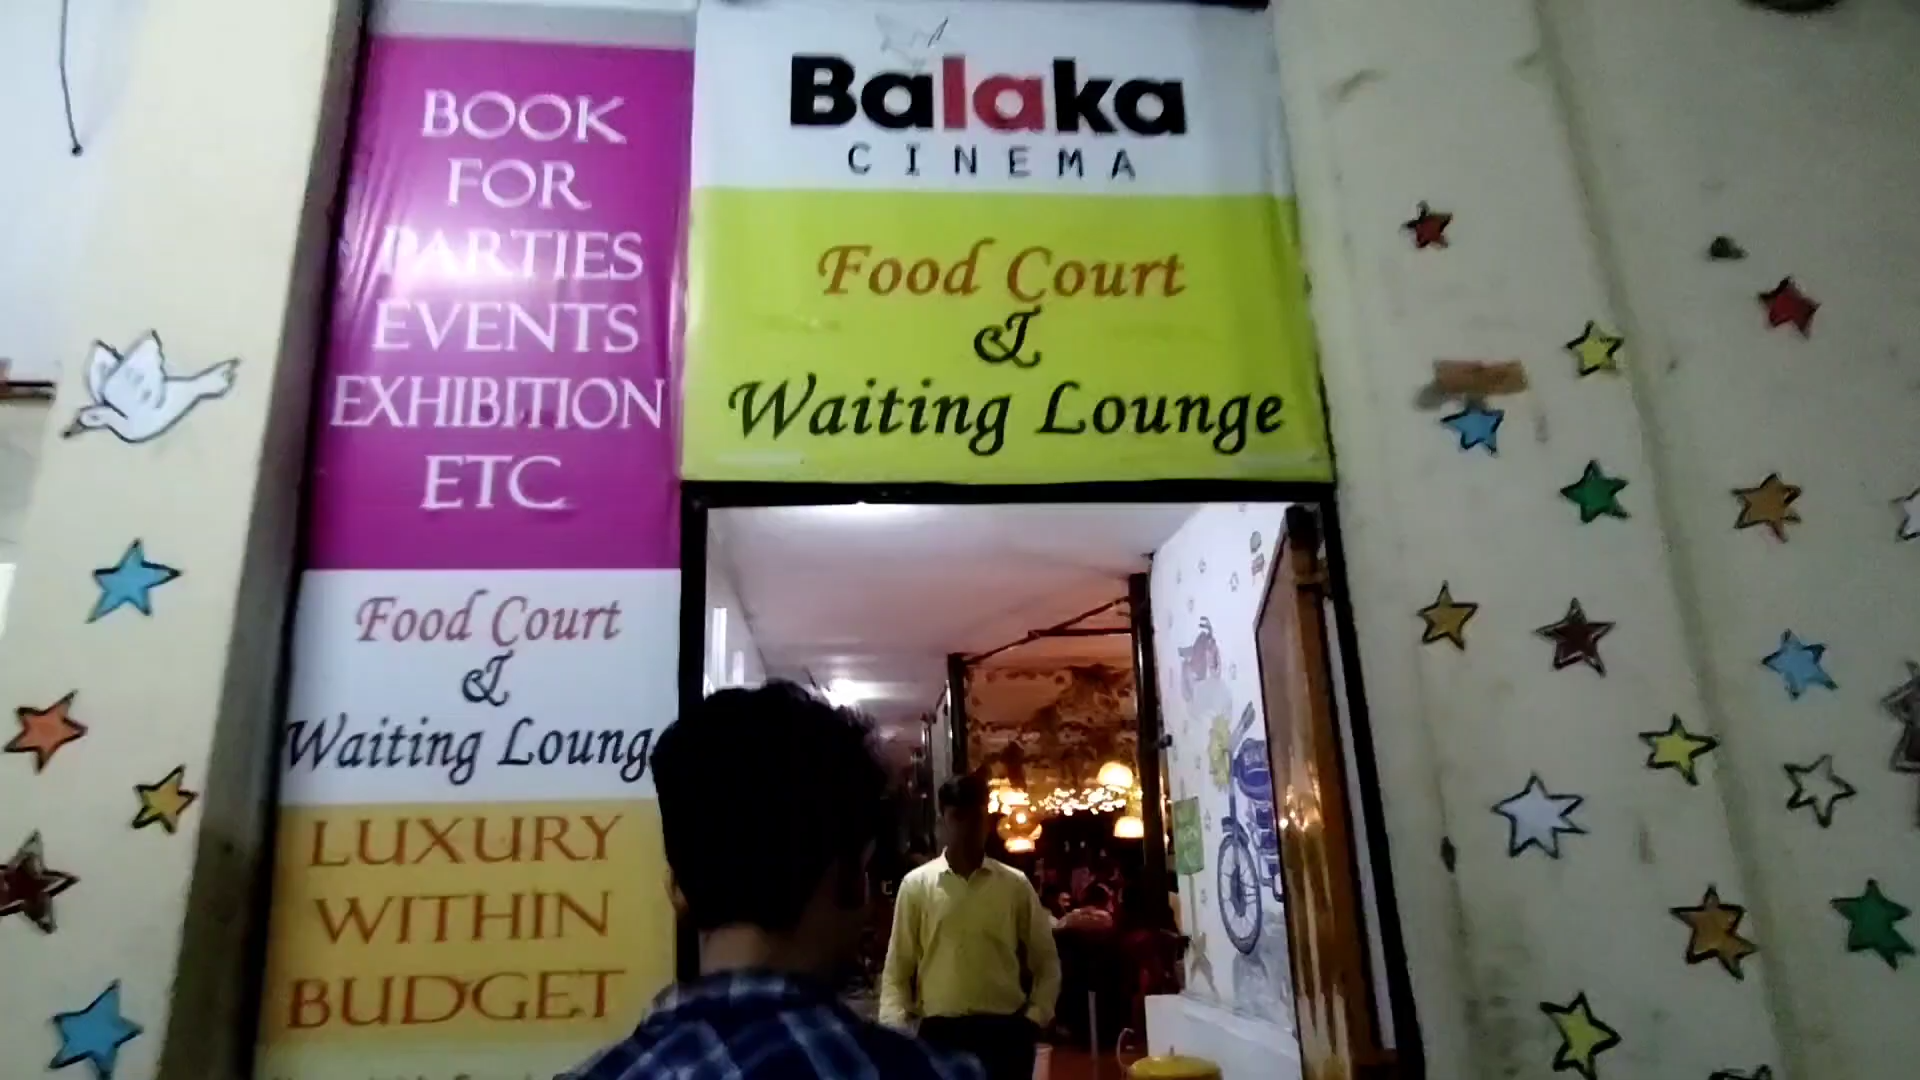 BOOK
FOR
PARTIES
EVENTS
EXHIBITION
ETC
Food Court
&
Waiting Loung
LUXURY
WITHIN
BUDGET
Balaka
CINEMA
Food Court
&
Waiting Lounge